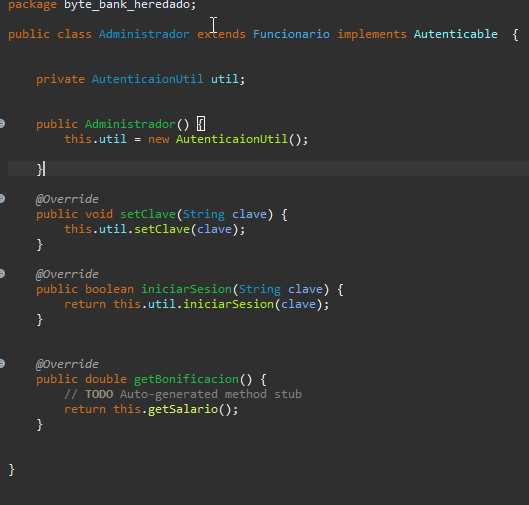 package byte_bank_heredado;
public class Administrador extends Funcionario implements Autenticable  {
private AutenticaionUtil util;
public Administrador() {
this.util = new AutenticaionUtil();
}
@Override
public void setClave(String clave) {
this.util.setClave(clave);
}
@Override
public boolean iniciarSesion(String clave) {
return this.util.iniciarSesion(clave);
}
@Override
public double getBonificacion() {
// TODO Auto-generated method stub
return this.getSalario();
}
}